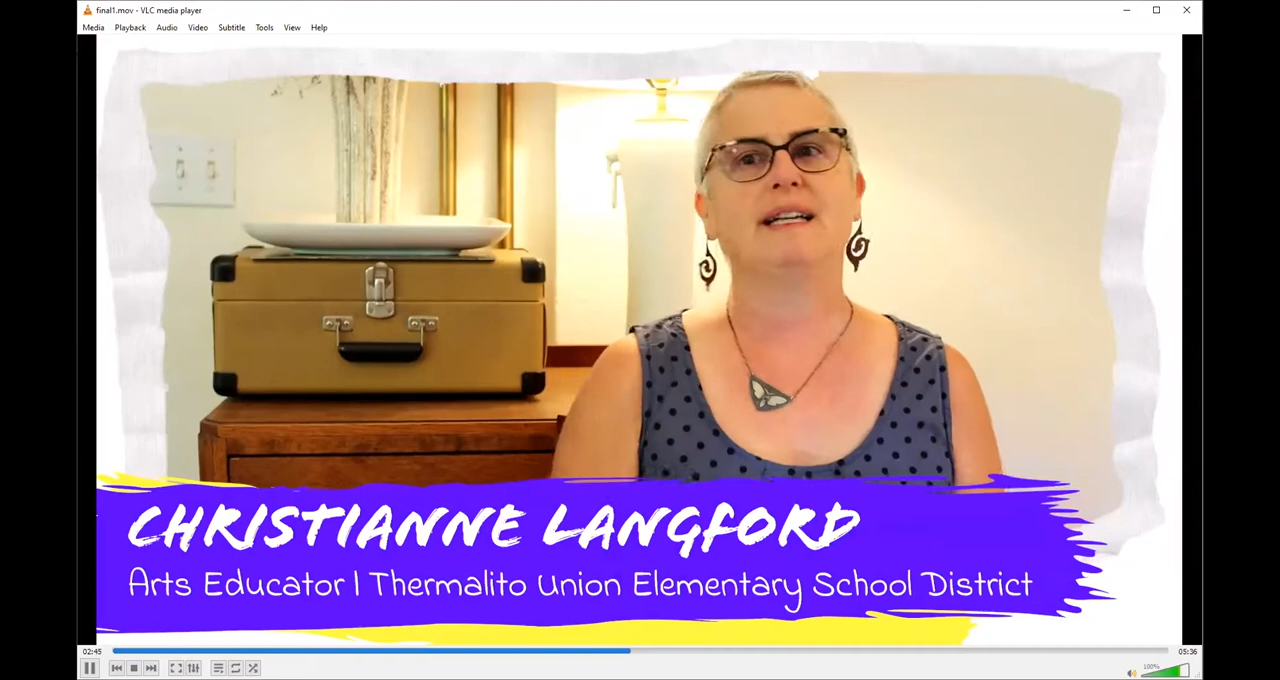 final1.mov - VLC media player
Media Playback Audio Video Subtitle Tools View Help
CHRISTIANNE LANGFORD
Arts Educator | Thermalito Union Elementary School District
02:45
05:36
100%